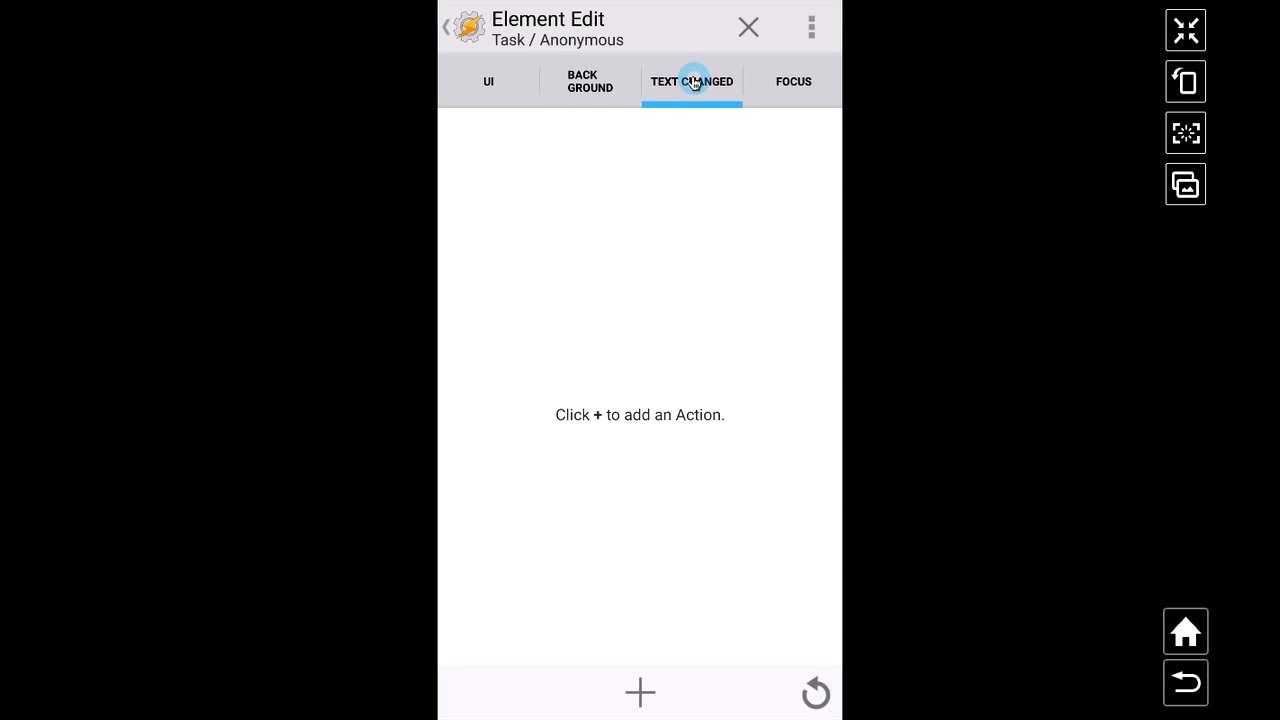 Element Edit
Task / Anonymous
UI
BACK
GROUND
TEXT CHANGED
FOCUS
Click + to add an Action.